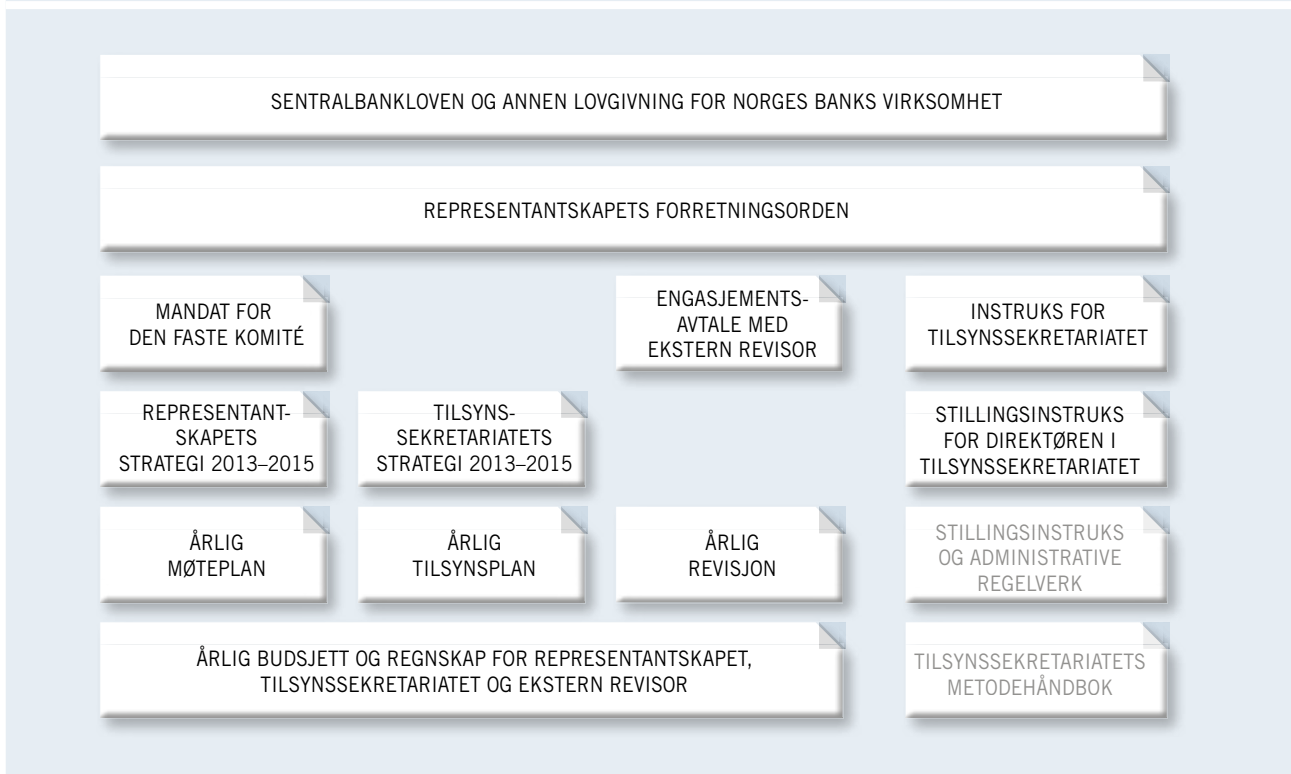 SENTRALBANKLOVEN OG ANNEN LOVGIVNING FOR NORGES BANKS VIRKSOMHET
REPRESENTANTSKAPETS FORRETNINGSORDEN
MANDAT FOR
DEN FASTE KOMITÉ
ENGASJEMENTS-
AVTALE MED
EKSTERN REVISOR
INSTRUKS FOR
TILSYNSSEKRETARIATET
REPRESENTANT-
SKAPETS
STRATEGI 2013–2015
TILSYNS-
SEKRETARIATETS
STRATEGI 2013–2015
STILLINGSINSTRUKS
FOR DIREKTØREN I
TILSYNSSEKRETARIATET
ÅRLIG
MØTEPLAN
ÅRLIG
TILSYNSPLAN
ÅRLIG
REVISJON
STILLINGSINSTRUKS
OG ADMINISTRATIVE
REGELVERK
ÅRLIG BUDSJETT OG REGNSKAP FOR REPRESENTANTSKAPET,
TILSYNSSEKRETARIATET OG EKSTERN REVISOR
TILSYNSSEKRETARIATETS
METODEHÅNDBOK